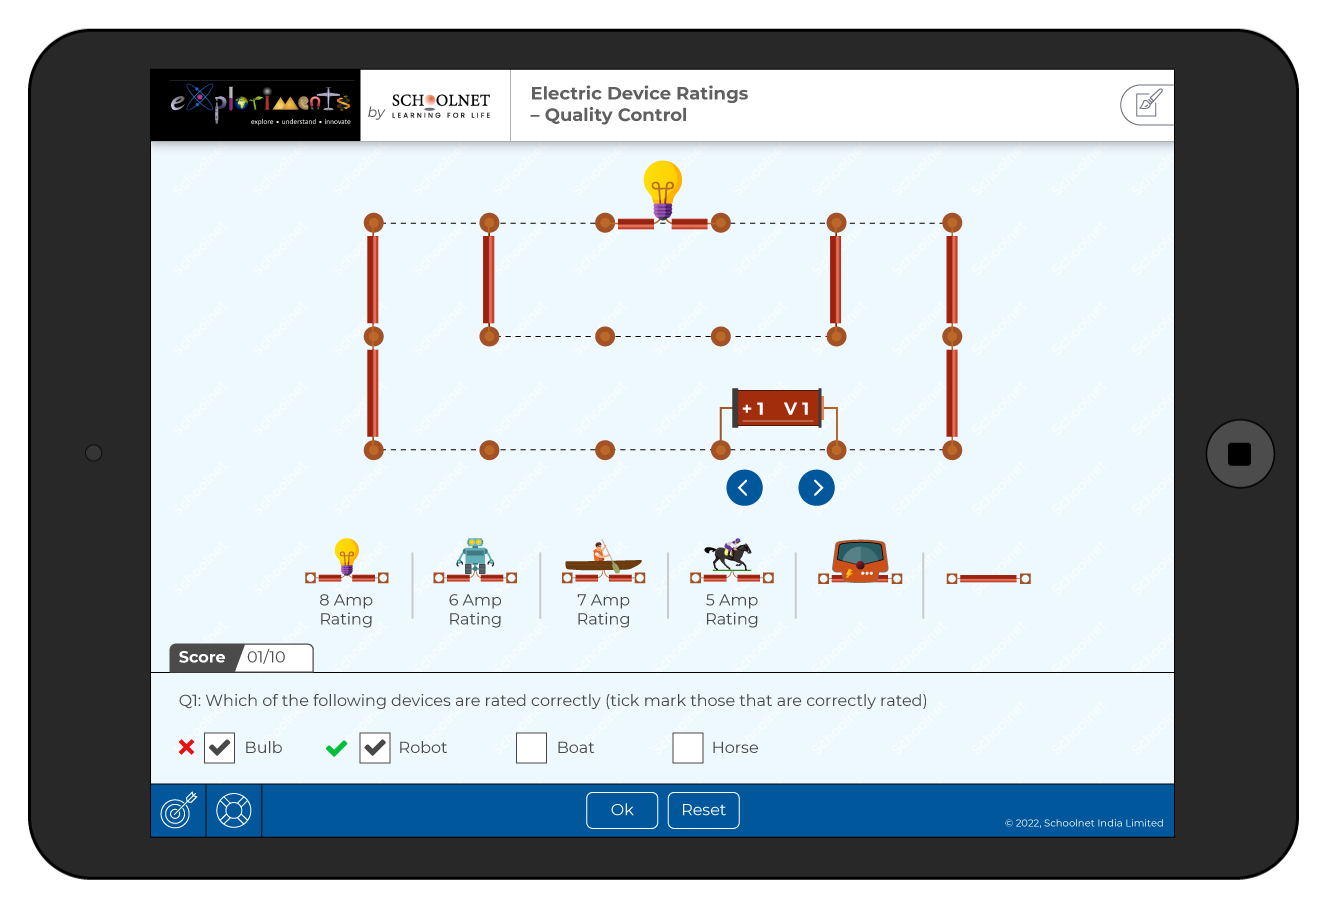 eXploriments
explore • understand • innovate
by
SCHOOLNET
LEARNING FOR LIFE
Electric Device Ratings
– Quality Control
+ 1 V 1
8 Amp
Rating
6 Amp
Rating
7 Amp
Rating
5 Amp
Rating
Score 01/10
Q1: Which of the following devices are rated correctly (tick mark those that are correctly rated)
Bulb Robot Boat Horse
Ok Reset
© 2022, Schoolnet India Limited
Schoolnet